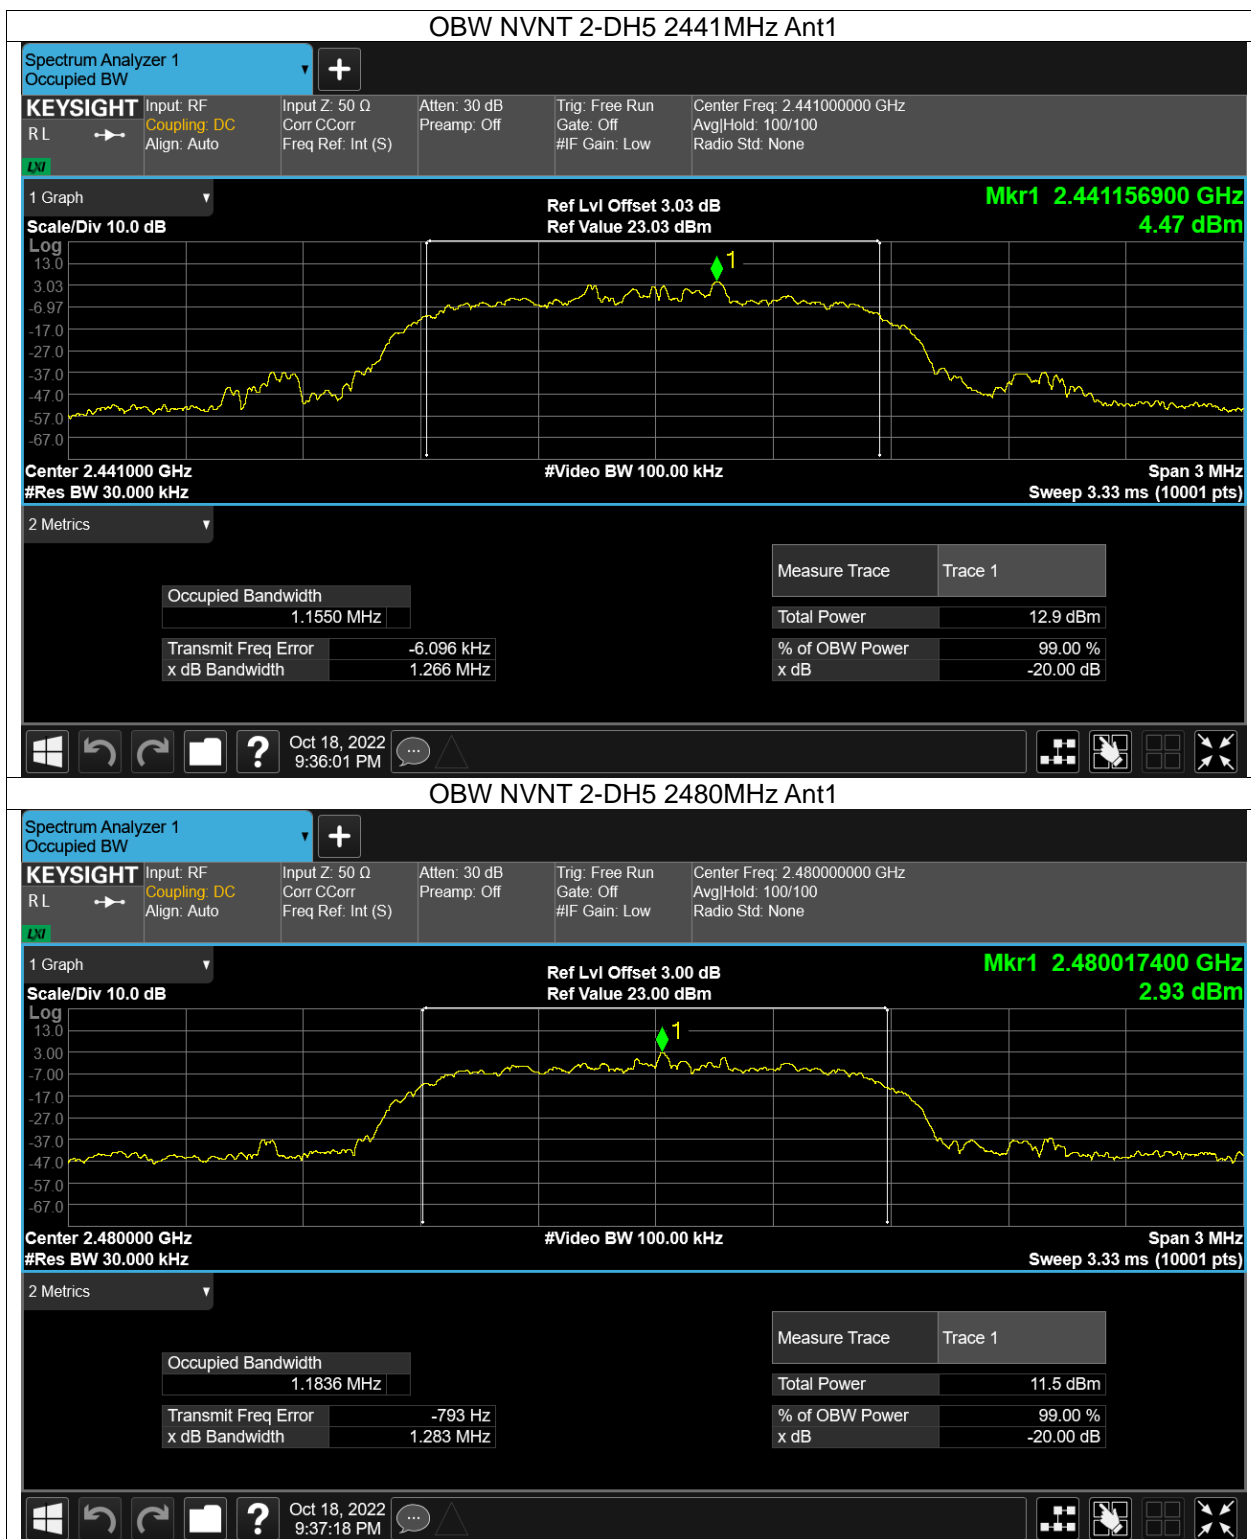 OBW NVNT 2-DH5 2441MHz Ant1
Spectrum Analyzer 1
Occupied BW
KEYSIGHT
R L
LXI
Input: RF
Coupling: DC
Align: Auto
Input Z: 50 Ω
Corr CCorr
Freq Ref: Int (S)
Atten: 30 dB
Preamp: Off
Trig: Free Run
Gate: Off
#IF Gain: Low
Center Freq: 2.441000000 GHz
Avg|Hold: 100/100
Radio Std: None
1 Graph
Scale/Div 10.0 dB
Ref Lvl Offset 3.03 dB
Ref Value 23.03 dBm
Mkr1 2.441156900 GHz
4.47 dBm
Log
13.0
3.03
-6.97
-17.0
-27.0
-37.0
-47.0
-57.0
-67.0
1
Center 2.441000 GHz
#Res BW 30.000 kHz
#Video BW 100.00 kHz
Span 3 MHz
Sweep 3.33 ms (10001 pts)
2 Metrics
Occupied Bandwidth
1.1550 MHz
Transmit Freq Error -6.096 kHz
x dB Bandwidth 1.266 MHz
Measure Trace Trace 1
Total Power 12.9 dBm
% of OBW Power 99.00 %
x dB -20.00 dB
?
Oct 18, 2022
9:36:01 PM
OBW NVNT 2-DH5 2480MHz Ant1
Spectrum Analyzer 1
Occupied BW
KEYSIGHT
R L
LXI
Input: RF
Coupling: DC
Align: Auto
Input Z: 50 Ω
Corr CCorr
Freq Ref: Int (S)
Atten: 30 dB
Preamp: Off
Trig: Free Run
Gate: Off
#IF Gain: Low
Center Freq: 2.480000000 GHz
Avg|Hold: 100/100
Radio Std: None
1 Graph
Scale/Div 10.0 dB
Ref Lvl Offset 3.00 dB
Ref Value 23.00 dBm
Mkr1 2.480017400 GHz
2.93 dBm
Log
13.0
3.00
-7.00
-17.0
-27.0
-37.0
-47.0
-57.0
-67.0
1
Center 2.480000 GHz
#Res BW 30.000 kHz
#Video BW 100.00 kHz
Span 3 MHz
Sweep 3.33 ms (10001 pts)
2 Metrics
Occupied Bandwidth
1.1836 MHz
Transmit Freq Error -793 Hz
x dB Bandwidth 1.283 MHz
Measure Trace Trace 1
Total Power 11.5 dBm
% of OBW Power 99.00 %
x dB -20.00 dB
?
Oct 18, 2022
9:37:18 PM